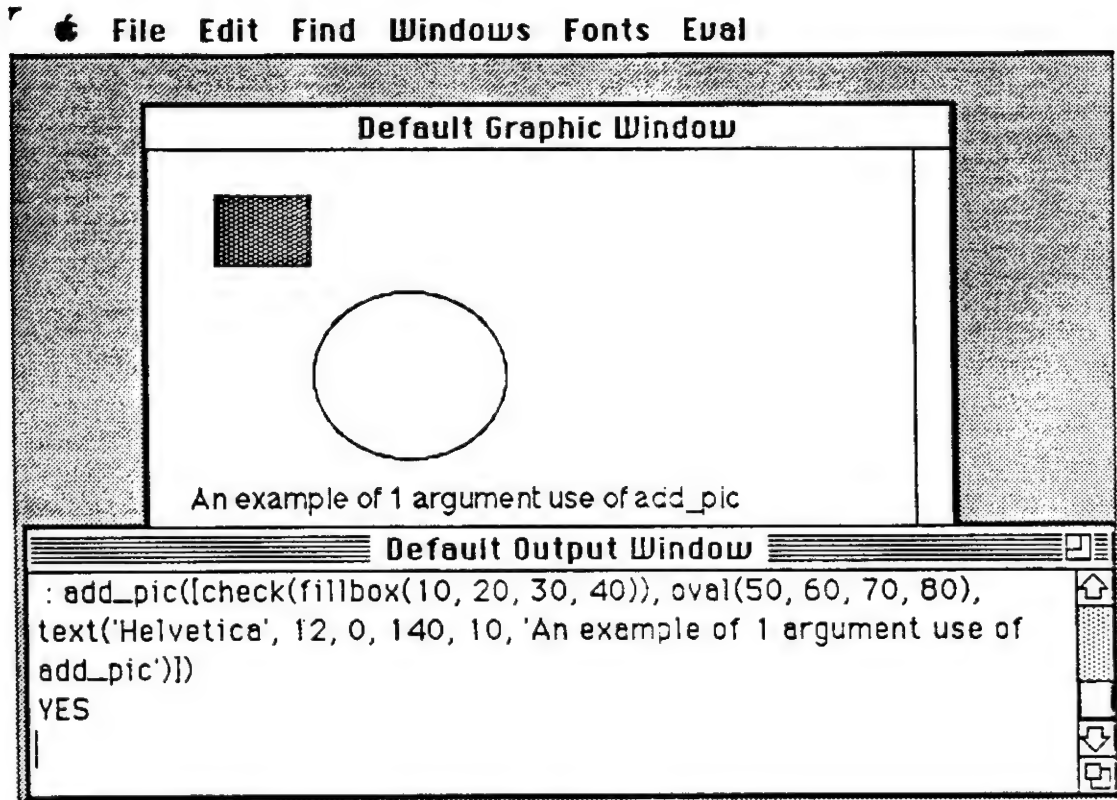 File Edit Find Windows Fonts Eval
Default Graphic Window
An example of 1 argument use of add_pic
Default Output Window
: add_pic([check(fillbox(10, 20, 30, 40)), oval(50, 60, 70, 80),
text('Helvetica', 12, 0, 140, 10, 'An example of 1 argument use of
add_pic')])
YES